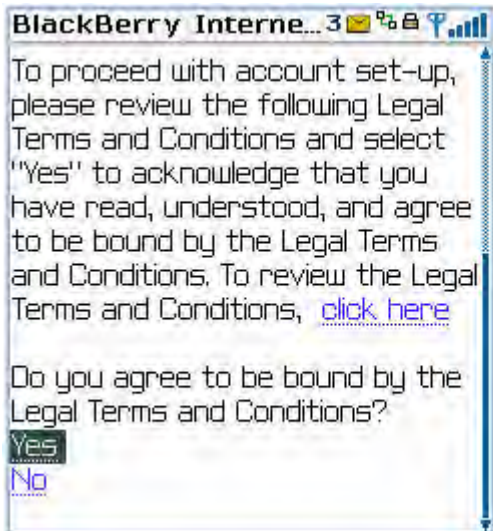 BlackBerry Interne... 3
To proceed with account set-up,
please review the following Legal
Terms and Conditions and select
"Yes" to acknowledge that you
have read, understood, and agree
to be bound by the Legal Terms
and Conditions. To review the Legal
Terms and Conditions, click here
Do you agree to be bound by the
Legal Terms and Conditions?
Yes
No